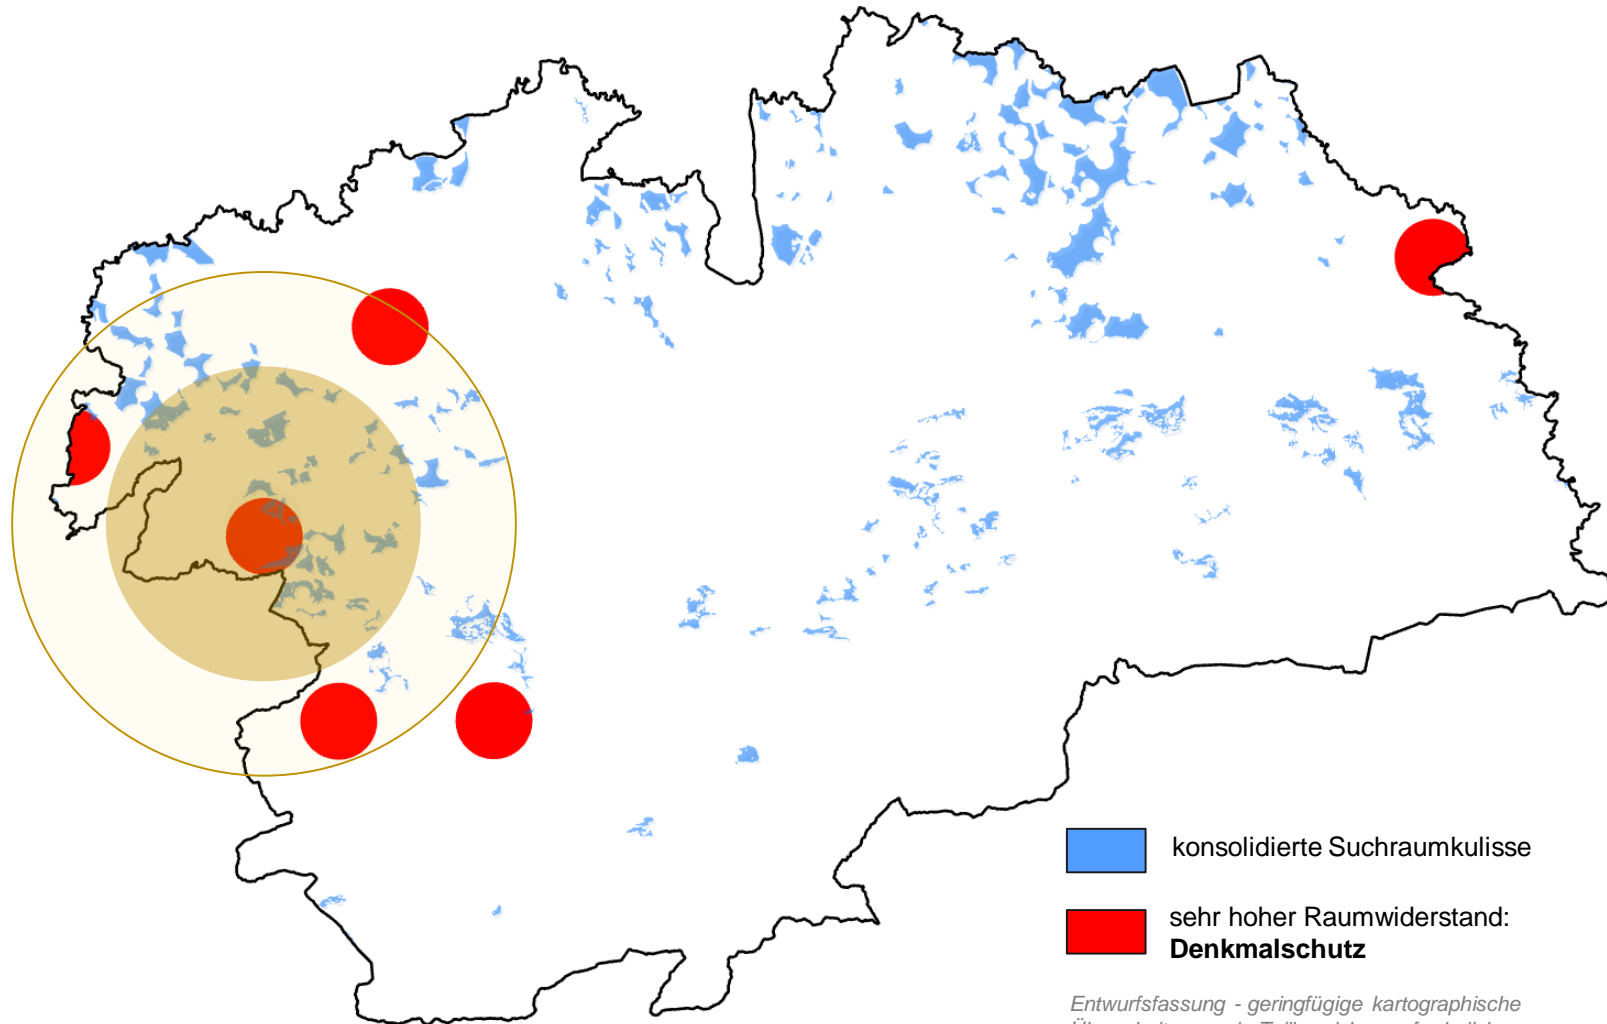 konsolidierte Suchraumkulisse
sehr hoher Raumwiderstand:
Denkmalschutz
Entwurfsfassung - geringfügige kartographische